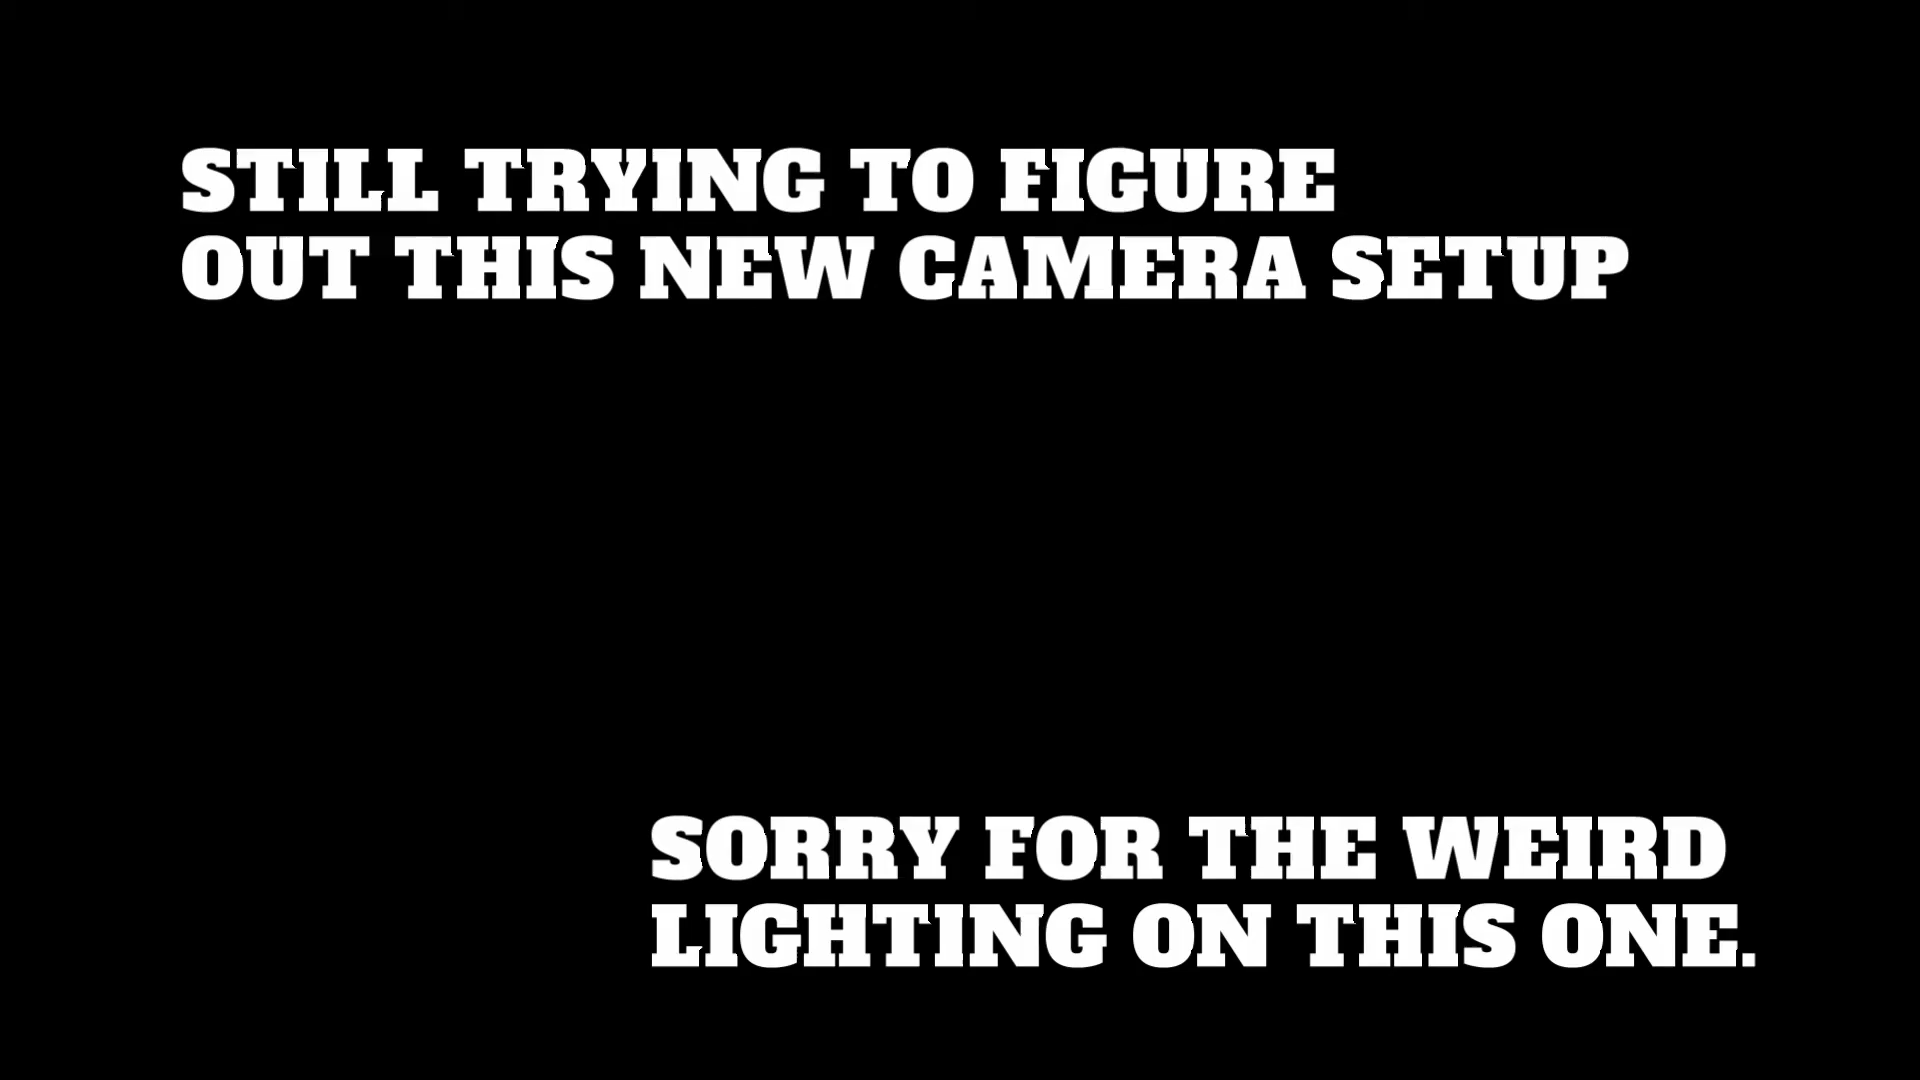 STILL TRYING TO FIGURE
OUT THIS NEW CAMERA SETUP
SORRY FOR THE WEIRD
LIGHTING ON THIS ONE.